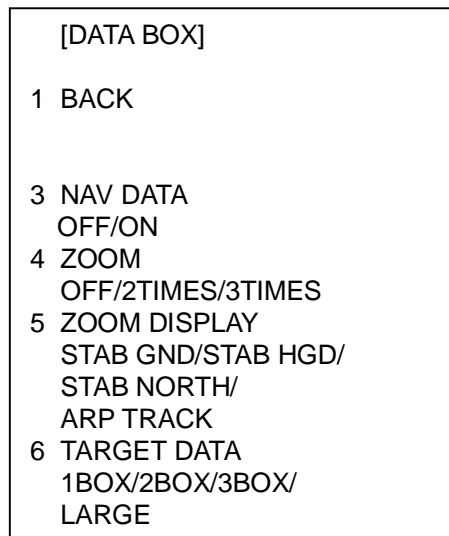 [DATA BOX]
1 BACK
3 NAV DATA
OFF/ON
4 ZOOM
OFF/2TIMES/3TIMES
5 ZOOM DISPLAY
STAB GND/STAB HGD/
STAB NORTH/
ARP TRACK
6 TARGET DATA
1BOX/2BOX/3BOX/
LARGE